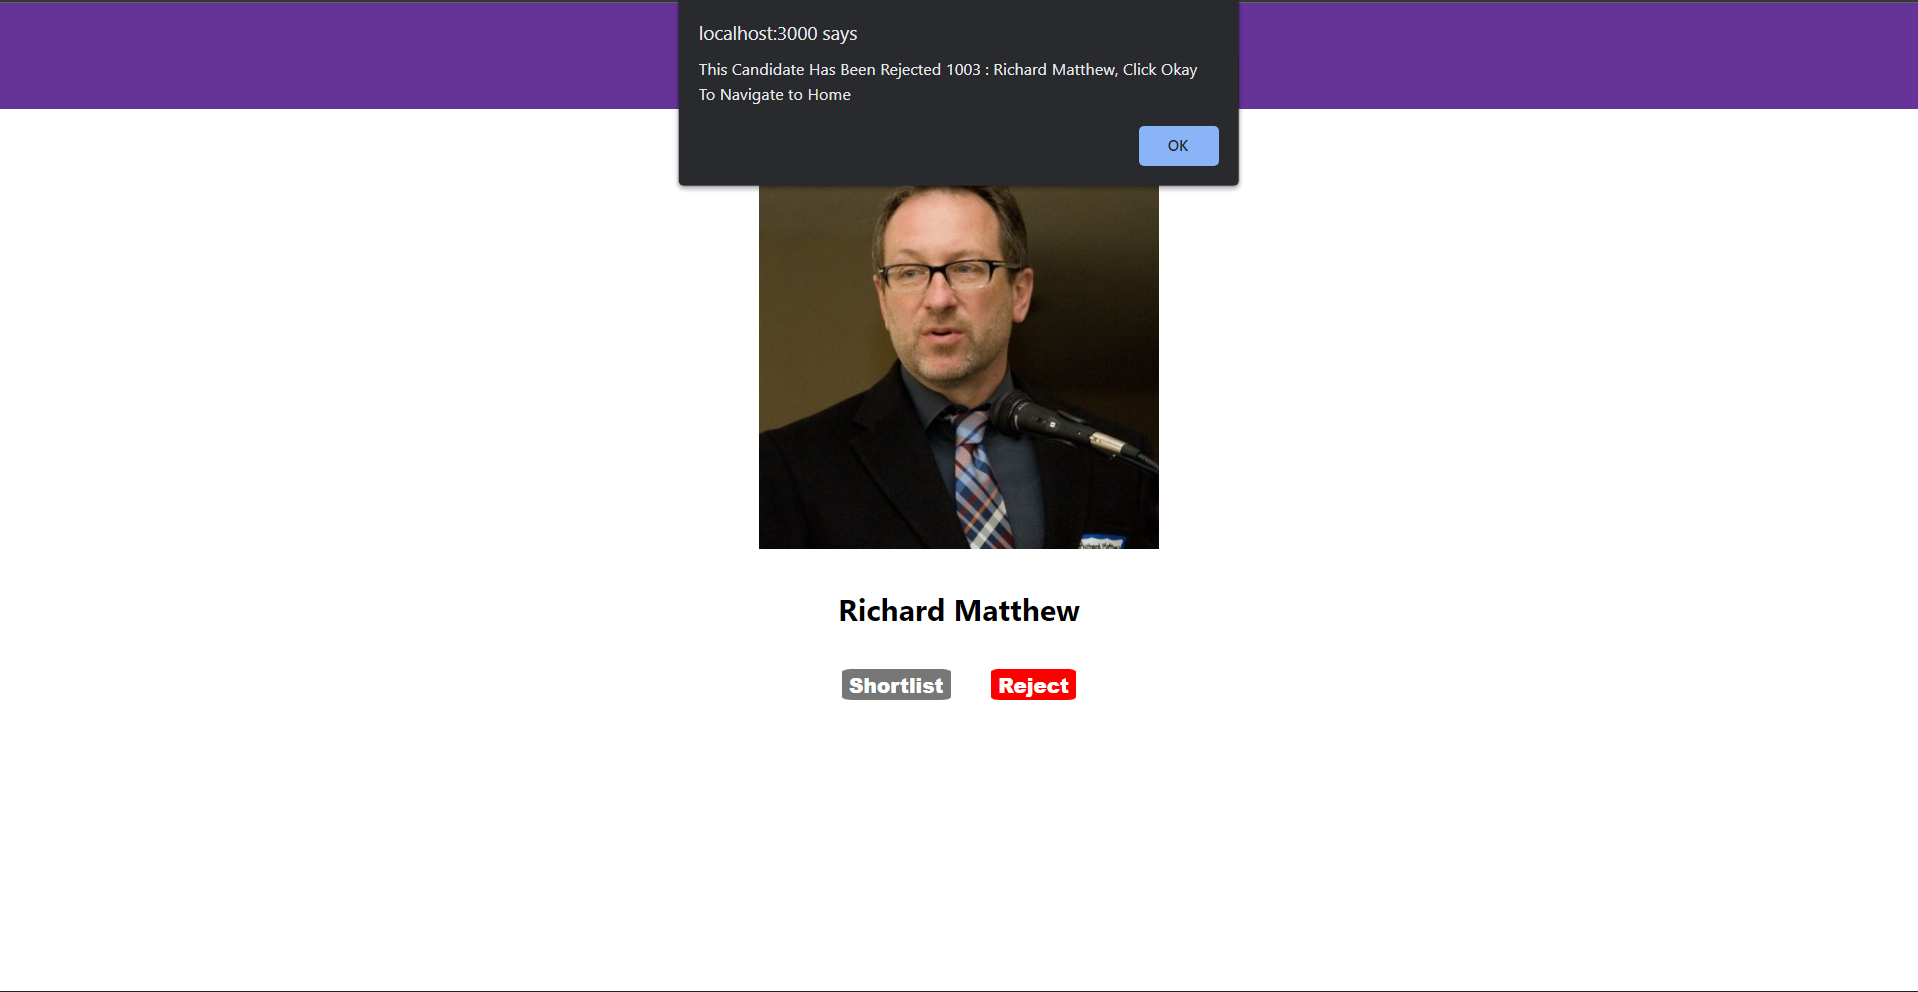 localhost:3000 says
This Candidate Has Been Rejected 1003 : Richard Matthew, Click Okay
To Navigate to Home
OK
Richard Matthew
Shortlist
Reject